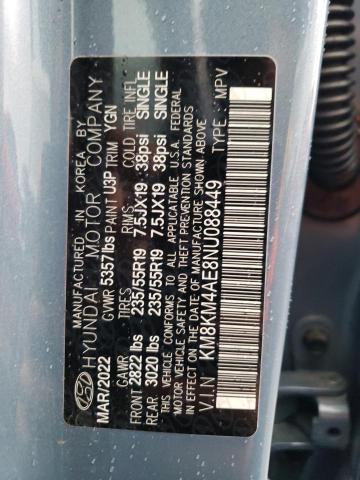 MANUFACTURED IN KOREA BY
HYUNDAI MOTOR COMPANY
MAR/2022 GVWR 5357lbs PAINT U3P TRIM YGN
GAWR TIRES RIMS COLD TIRE INFL
FRONT 2822 lbs 235/55R19 7.5JX19 38psi SINGLE
REAR 3020 lbs 235/55R19 7.5JX19 38psi SINGLE
THIS VEHICLE CONFORMS TO ALL APPLICABLE U.S.A. FEDERAL
MOTOR VEHICLE SAFETY AND THEFT PREVENTION STANDARDS
IN EFFECT ON THE DATE OF MANUFACTURE SHOWN ABOVE.
V.I.N KM8KM4AE8NU088449 TYPE: MPV